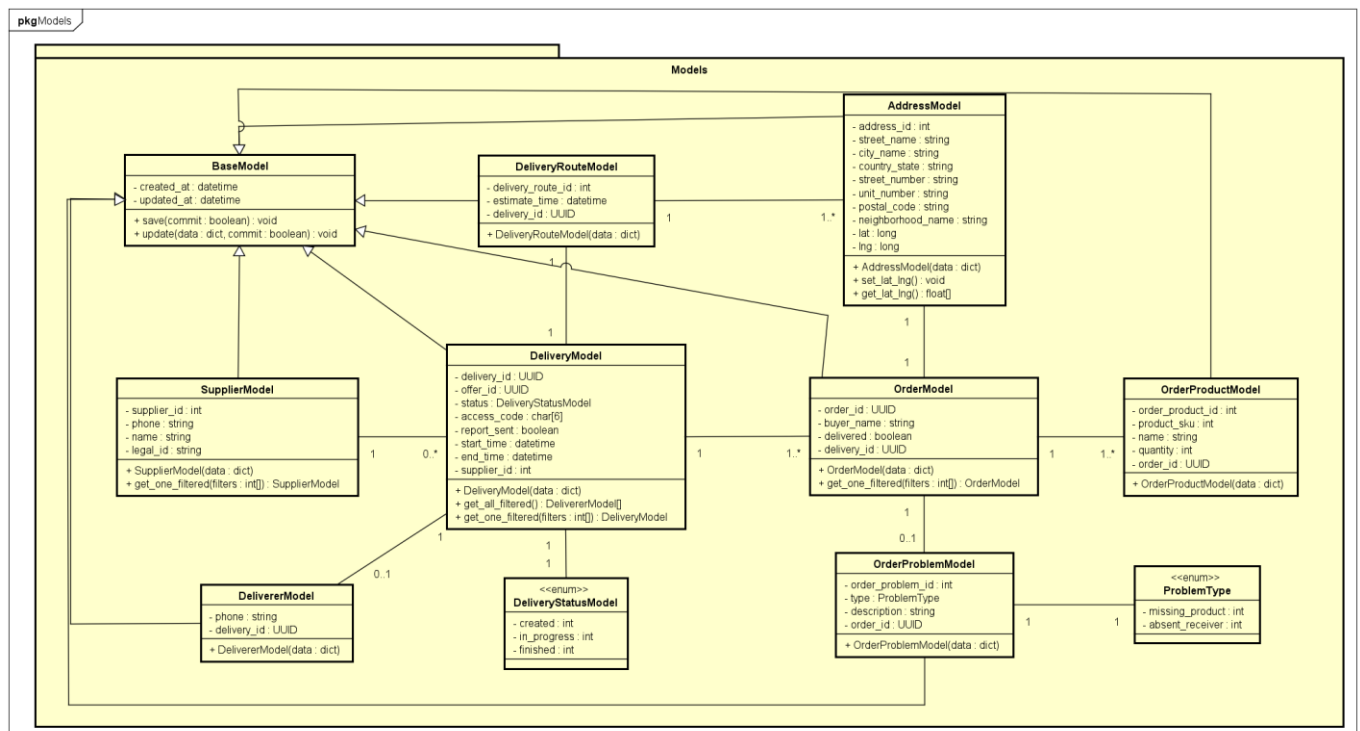 pkgModels
Models
BaseModel
- created_at : datetime
- updated_at : datetime
+ save(commit : boolean) : void
+ update(data : dict, commit : boolean) : void
DeliveryRouteModel
- delivery_route_id : int
- estimate_time : datetime
- delivery_id : UUID
+ DeliveryRouteModel(data : dict)
1
1..*
1
1
AddressModel
- address_id : int
- street_name : string
- city_name : string
- country_state : string
- street_number : string
- unit_number : string
- postal_code : string
- neighborhood_name : string
- lat : long
- lng : long
+ AddressModel(data : dict)
+ set_lat_lng() : void
+ get_lat_lng() : float[]
1
1
SupplierModel
- supplier_id : int
- phone : string
- name : string
- legal_id : string
+ SupplierModel(data : dict)
+ get_one_filtered(filters : int[]) : SupplierModel
1
0..*
DeliveryModel
- delivery_id : UUID
- offer_id : UUID
- status : DeliveryStatusModel
- access_code : char[6]
- report_sent : boolean
- start_time : datetime
- end_time : datetime
- supplier_id : int
+ DeliveryModel(data : dict)
+ get_all_filtered() : DelivererModel[]
+ get_one_filtered(filters : int[]) : DeliveryModel
1
1..*
OrderModel
- order_id : UUID
- buyer_name : string
- delivered : boolean
- delivery_id : UUID
+ OrderModel(data : dict)
+ get_one_filtered(filters : int[]) : OrderModel
1
1..*
OrderProductModel
- order_product_id : int
- product_sku : int
- name : string
- quantity : int
- order_id : UUID
+ OrderProductModel(data : dict)
1
0..1
1
1
1
0..1
DelivererModel
- phone : string
- delivery_id : UUID
+ DelivererModel(data : dict)
<<enum>>
DeliveryStatusModel
- created : int
- in_progress : int
- finished : int
OrderProblemModel
- order_problem_id : int
- type : ProblemType
- description : string
- order_id : UUID
+ OrderProblemModel(data : dict)
1
1
<<enum>>
ProblemType
- missing_product : int
- absent_receiver : int